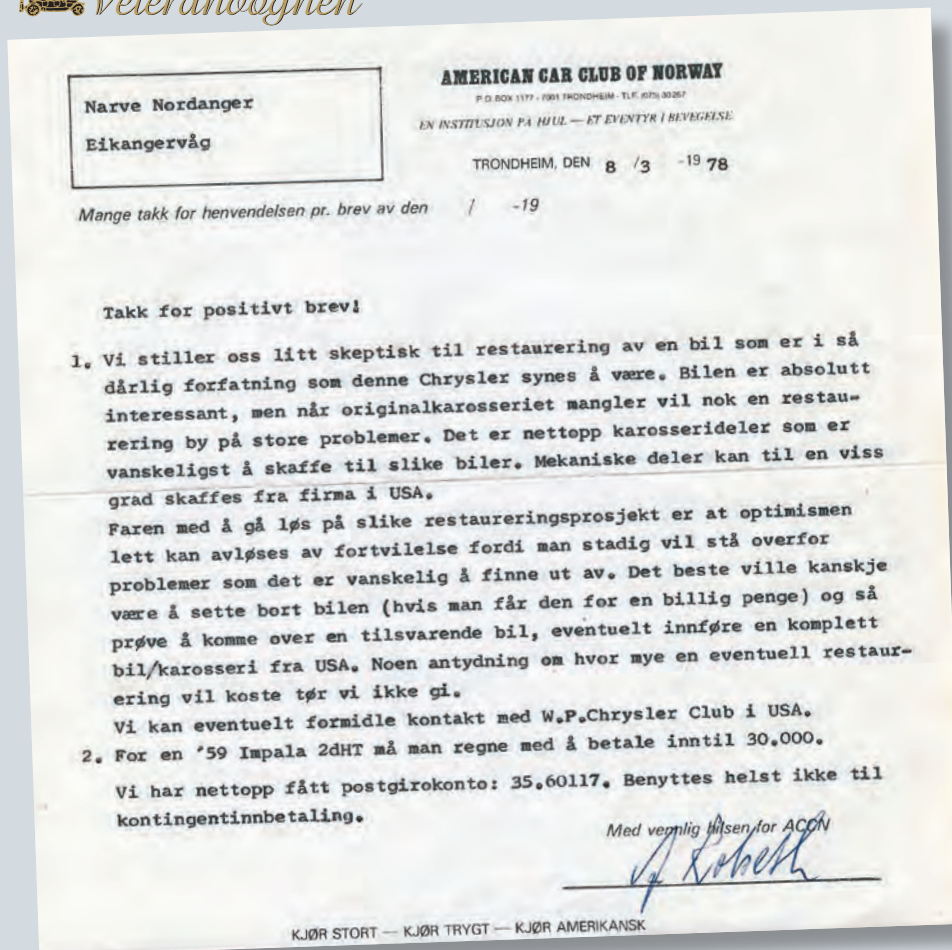 Veteranvognen
AMERICAN CAR CLUB OF NORWAY
P.O. BOX 1177 - 7001 TRONDHEIM - TLF. (075) 30267
EN INSTITUSJON PÅ HJUL — ET EVENTYR I BEVEGELSE
Narve Nordanger
Eikangervåg
TRONDHEIM, DEN 8 /3 -19 78
Mange takk for henvendelsen pr. brev av den / -19
Takk for positivt brev!
1. Vi stiller oss litt skeptisk til restaurering av en bil som er i så
dårlig forfatning som denne Chrysler synes å være. Bilen er absolutt
interessant, men når originalkarosseriet mangler vil nok en restau-
rering by på store problemer. Det er nettopp karosserideler som er
vanskeligst å skaffe til slike biler. Mekaniske deler kan til en viss
grad skaffes fra firma i USA.
Faren med å gå løs på slike restaureringsprosjekt er at optimismen
lett kan avløses av fortvilelse fordi man stadig vil stå overfor
problemer som det er vanskelig å finne ut av. Det beste ville kanskje
være å sette bort bilen (hvis man får den for en billig penge) og så
prøve å komme over en tilsvarende bil, eventuelt innføre en komplett
bil/karosseri fra USA. Noen antydning om hvor mye en eventuell restaur-
ering vil koste tør vi ikke gi.
Vi kan eventuelt formidle kontakt med W.P.Chrysler Club i USA.
2. For en '59 Impala 2dHT må man regne med å betale inntil 30.000.
Vi har nettopp fått postgirokonto: 35.60117. Benyttes helst ikke til
kontingentinnbetaling.
Med vennlig hilsen for ACCN
KJØR STORT — KJØR TRYGT — KJØR AMERIKANSK